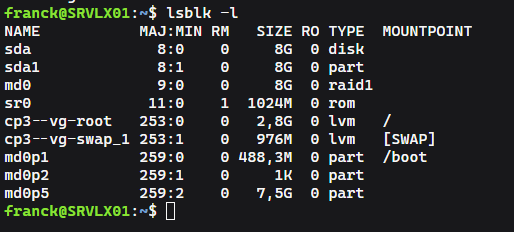 franck@SRVLX01:~$ lsblk -l
NAME MAJ:MIN RM SIZE RO TYPE MOUNTPOINT
sda 8:0 0 8G 0 disk
sda1 8:1 0 8G 0 part
md0 9:0 0 8G 0 raid1
sr0 11:0 1 1024M 0 rom
cp3--vg-root 253:0 0 2,8G 0 lvm /
cp3--vg-swap_1 253:1 0 976M 0 lvm [SWAP]
md0p1 259:0 0 488,3M 0 part /boot
md0p2 259:1 0 1K 0 part
md0p5 259:2 0 7,5G 0 part
franck@SRVLX01:~$